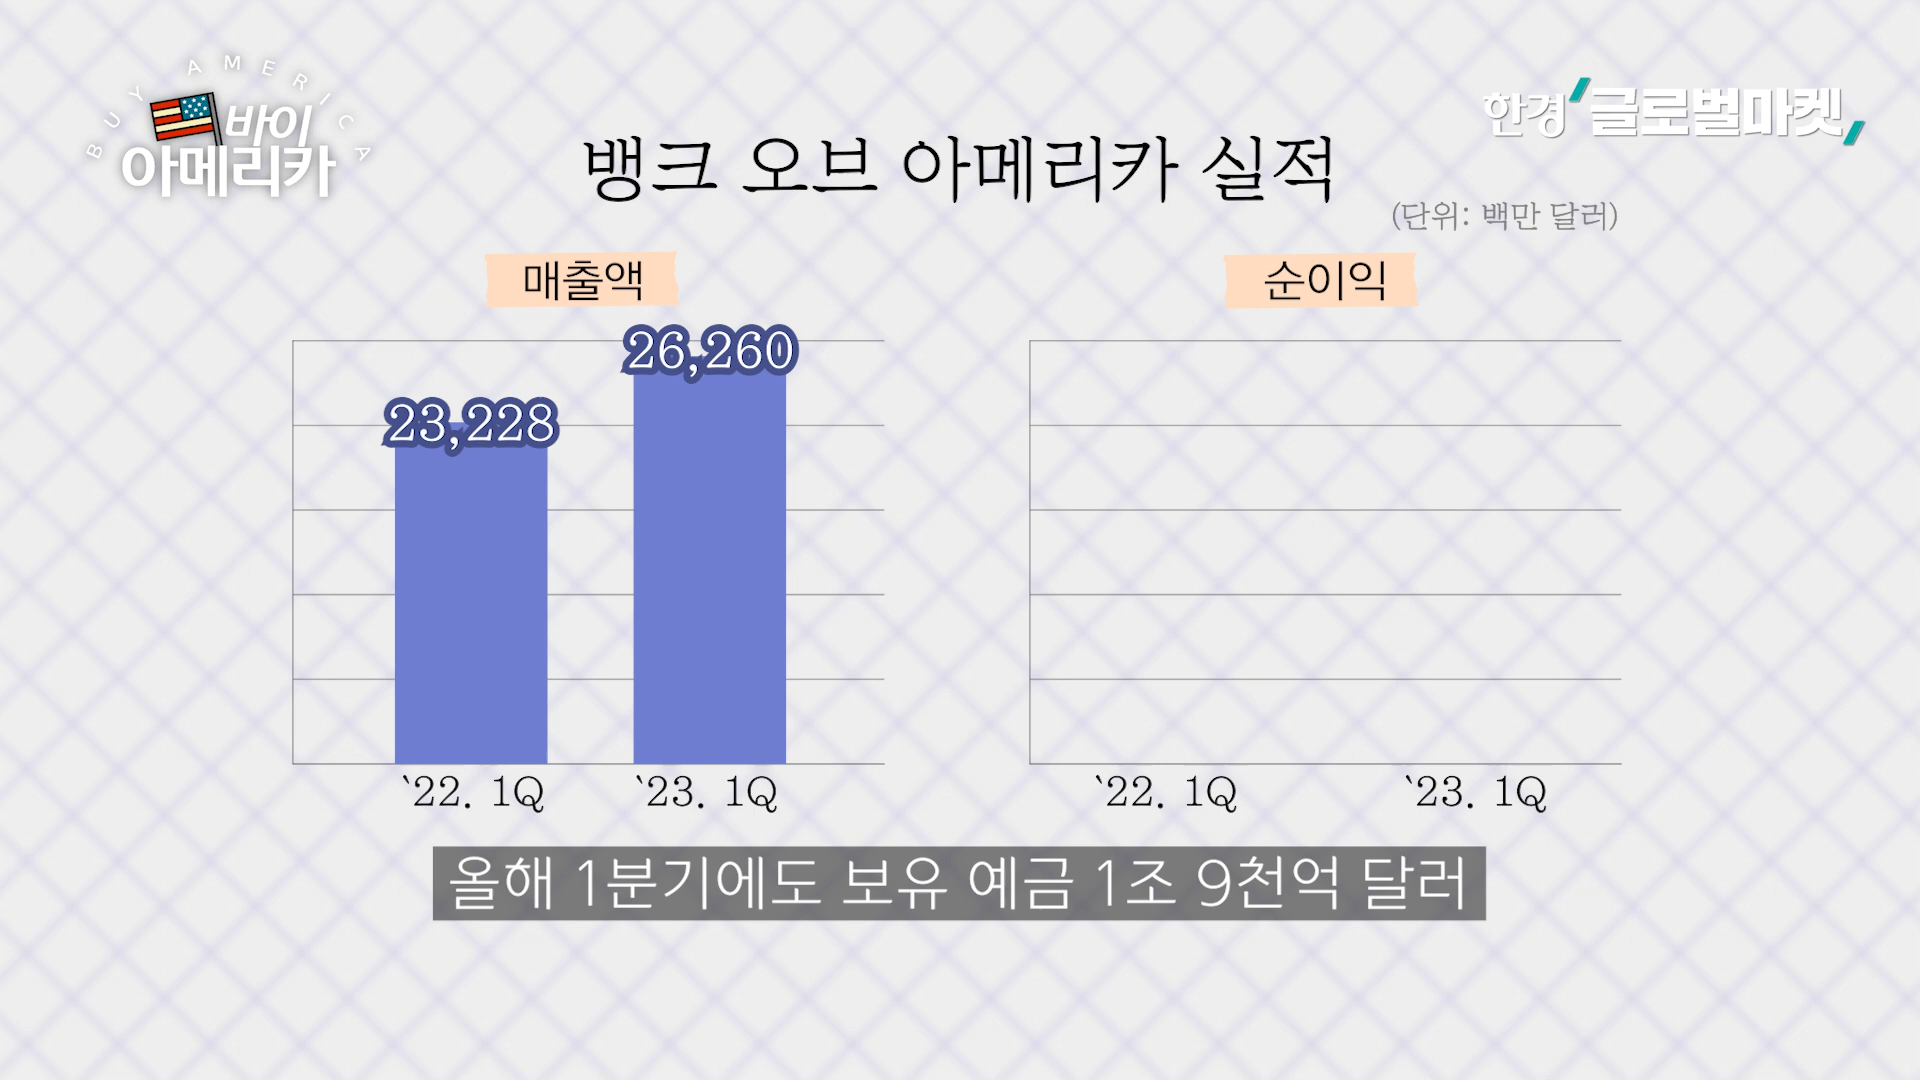 BUY AMERICA
바이
아메리카
한경 글로벌마켓
뱅크 오브 아메리카 실적
(단위: 백만 달러)
매출액
순이익
23,228
26,260
`22. 1Q
`23. 1Q
`22. 1Q
`23. 1Q
올해 1분기에도 보유 예금 1조 9천억 달러